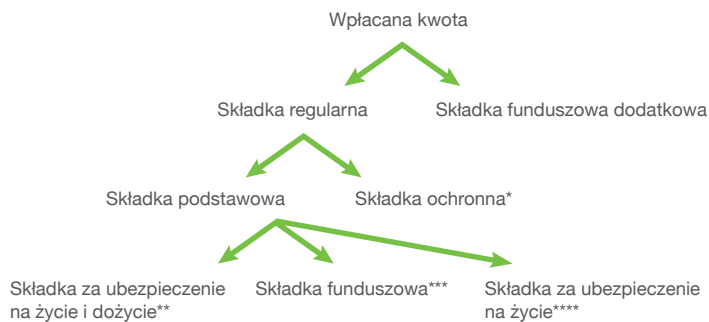 Wpłacana kwota
Składka regularna
Składka funduszowa dodatkowa
Składka podstawowa
Składka ochronna*
Składka za ubezpieczenie
na życie i dożycie**
Składka funduszowa***
Składka za ubezpieczenie
na życie****